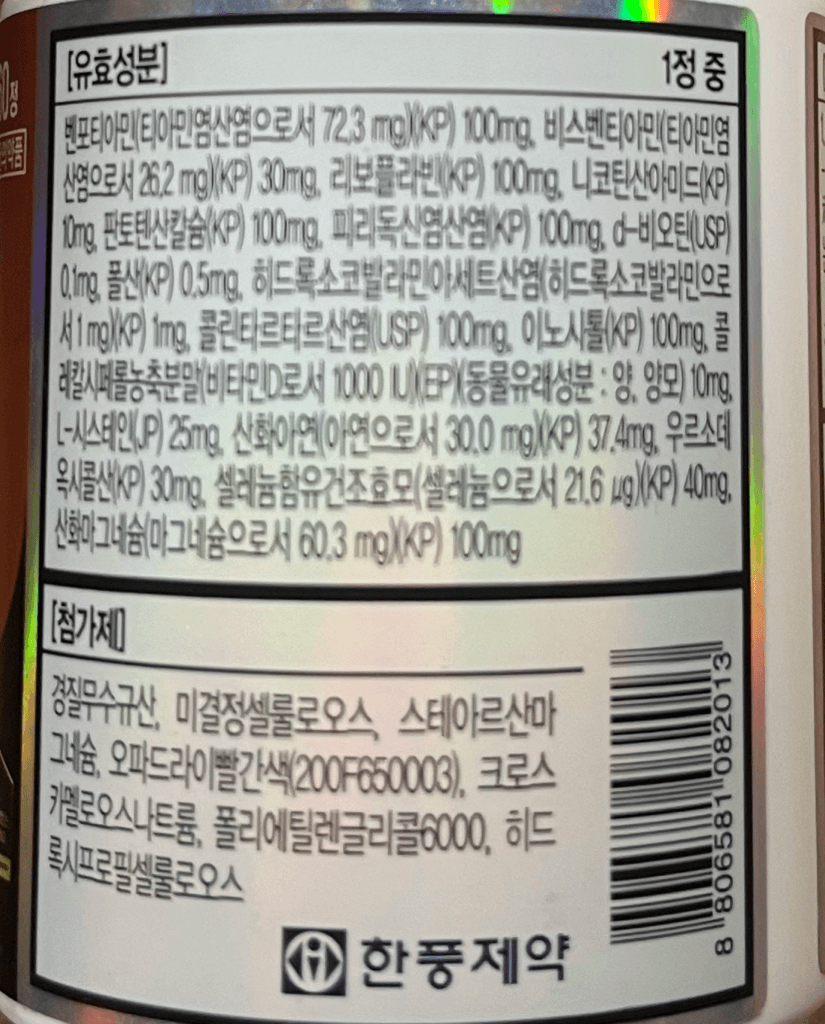 [유효성분] 1정 중
벤포티아민(티아민염산염으로서 72.3 mg)(KP) 100mg, 비스벤티아민(티아민염
산염으로서 26.2 mg)(KP) 30mg, 리보플라빈(KP) 100mg, 니코틴산아미드(KP)
10mg, 판토텐산칼슘(KP) 100mg, 피리독신염산염(KP) 100mg, d-비오틴(USP)
0.1mg, 폴산(KP) 0.5mg, 히드록소코발라민아세트산염(히드록소코발라민으로
서 1 mg)(KP) 1mg, 콜린타르타르산염(USP) 100mg, 이노시톨(KP) 100mg, 콜
레칼시페롤농축분말(비타민D로서 1000 IU)(EP)(동물유래성분 : 양, 양모) 10mg,
L-시스테인(JP) 25mg, 산화아연(아연으로서 30.0 mg)(KP) 37.4mg, 우르소데
옥시콜산(KP) 30mg, 셀레늄함유건조효모(셀레늄으로서 21.6 μg)(KP) 40mg,
산화마그네슘(마그네슘으로서 60.3 mg)(KP) 100mg
[첨가제]
경질무수규산, 미결정셀룰로오스, 스테아르산마
그네슘, 오파드라이빨간색(200F650003), 크로스
카멜로오스나트륨, 폴리에틸렌글리콜6000, 히드
록시프로필셀룰로오스
8 806581 082013
한풍제약